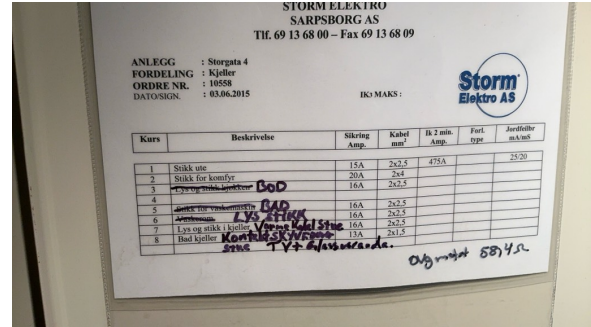 STORM ELEKTRO
SARPSBORG AS
Tlf. 69 13 68 00 – Fax 69 13 68 09
ANLEGG : Storgata 4
FORDELING : Kjeller
ORDRE NR. : 10558
DATO/SIGN. : 03.06.2015 IK3 MAKS :
Storm
Elektro AS
Kurs Beskrivelse Sikring Amp. Kabel mm² Ik 2 min. Amp. Forl. type Jordfeilbr mA/mS
1 Stikk ute 15A 2x2,5 475A 25/20
2 Stikk for komfyr 20A 2x4
3 Lys og stikk kjøkken BOD 16A 2x2,5
4
5 Stikk for vaskemaskin BAD 16A 2x2,5
6 Vaskerom LYS STIKK 16A 2x2,5
7 Lys og stikk i kjeller Varme Kabel Stue 16A 2x2,5
8 Bad kjeller 13A 2x1,5
stue TV +
58,4 Ω